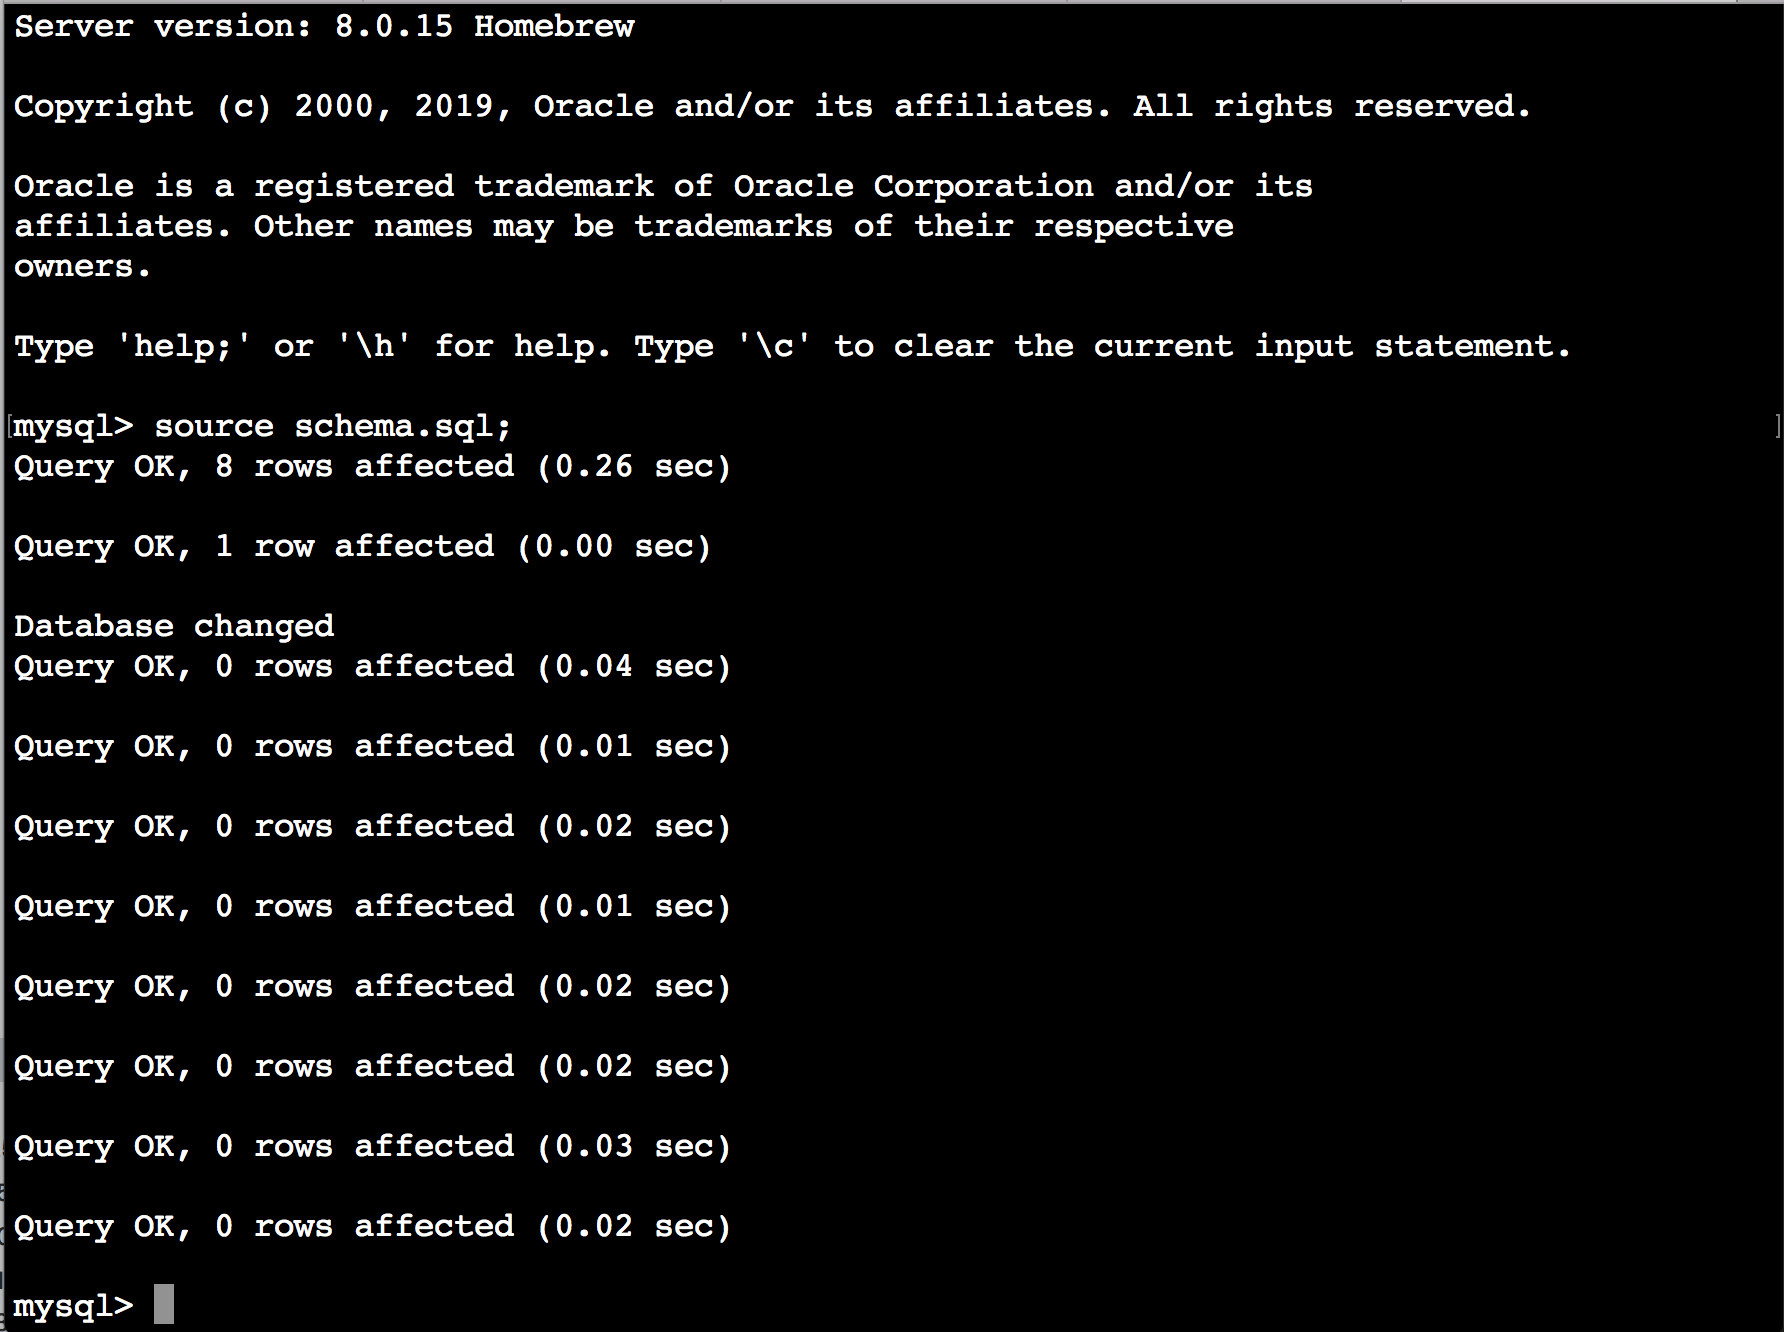 Server version: 8.0.15 Homebrew
Copyright (c) 2000, 2019, Oracle and/or its affiliates. All rights reserved.
Oracle is a registered trademark of Oracle Corporation and/or its
affiliates. Other names may be trademarks of their respective
owners.
Type 'help;' or '\h' for help. Type '\c' to clear the current input statement.
[mysql> source schema.sql; ]
Query OK, 8 rows affected (0.26 sec)
Query OK, 1 row affected (0.00 sec)
Database changed
Query OK, 0 rows affected (0.04 sec)
Query OK, 0 rows affected (0.01 sec)
Query OK, 0 rows affected (0.02 sec)
Query OK, 0 rows affected (0.01 sec)
Query OK, 0 rows affected (0.02 sec)
Query OK, 0 rows affected (0.02 sec)
Query OK, 0 rows affected (0.03 sec)
Query OK, 0 rows affected (0.02 sec)
mysql>